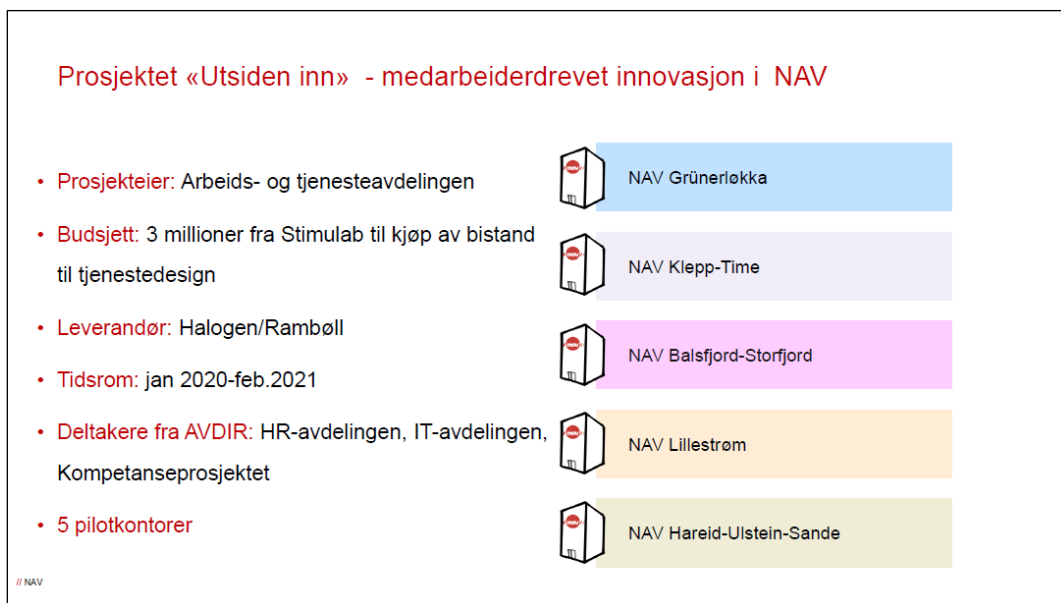 Prosjektet «Utsiden inn»  - medarbeiderdrevet innovasjon i  NAV
• Prosjekteier: Arbeids- og tjenesteavdelingen
• Budsjett: 3 millioner fra Stimulab til kjøp av bistand
til tjenestedesign
• Leverandør: Halogen/Rambøll
• Tidsrom: jan 2020-feb.2021
• Deltakere fra AVDIR: HR-avdelingen, IT-avdelingen,
Kompetanseprosjektet
• 5 pilotkontorer
NAV Grünerløkka
NAV Klepp-Time
NAV Balsfjord-Storfjord
NAV Lillestrøm
NAV Hareid-Ulstein-Sande
// NAV